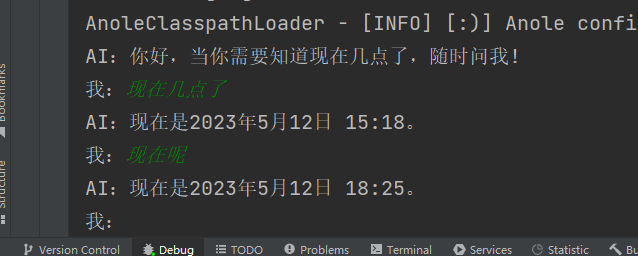 AnoleClasspathLoader - [INFO] [:)] Anole confi
AI：你好，当你需要知道现在几点了，随时问我！
我：现在几点了
AI：现在是2023年5月12日 15:18。
我：现在呢
AI：现在是2023年5月12日 18:25。
我：
Bookmarks
Structure
Version Control Debug TODO Problems Terminal Services Statistic Bu